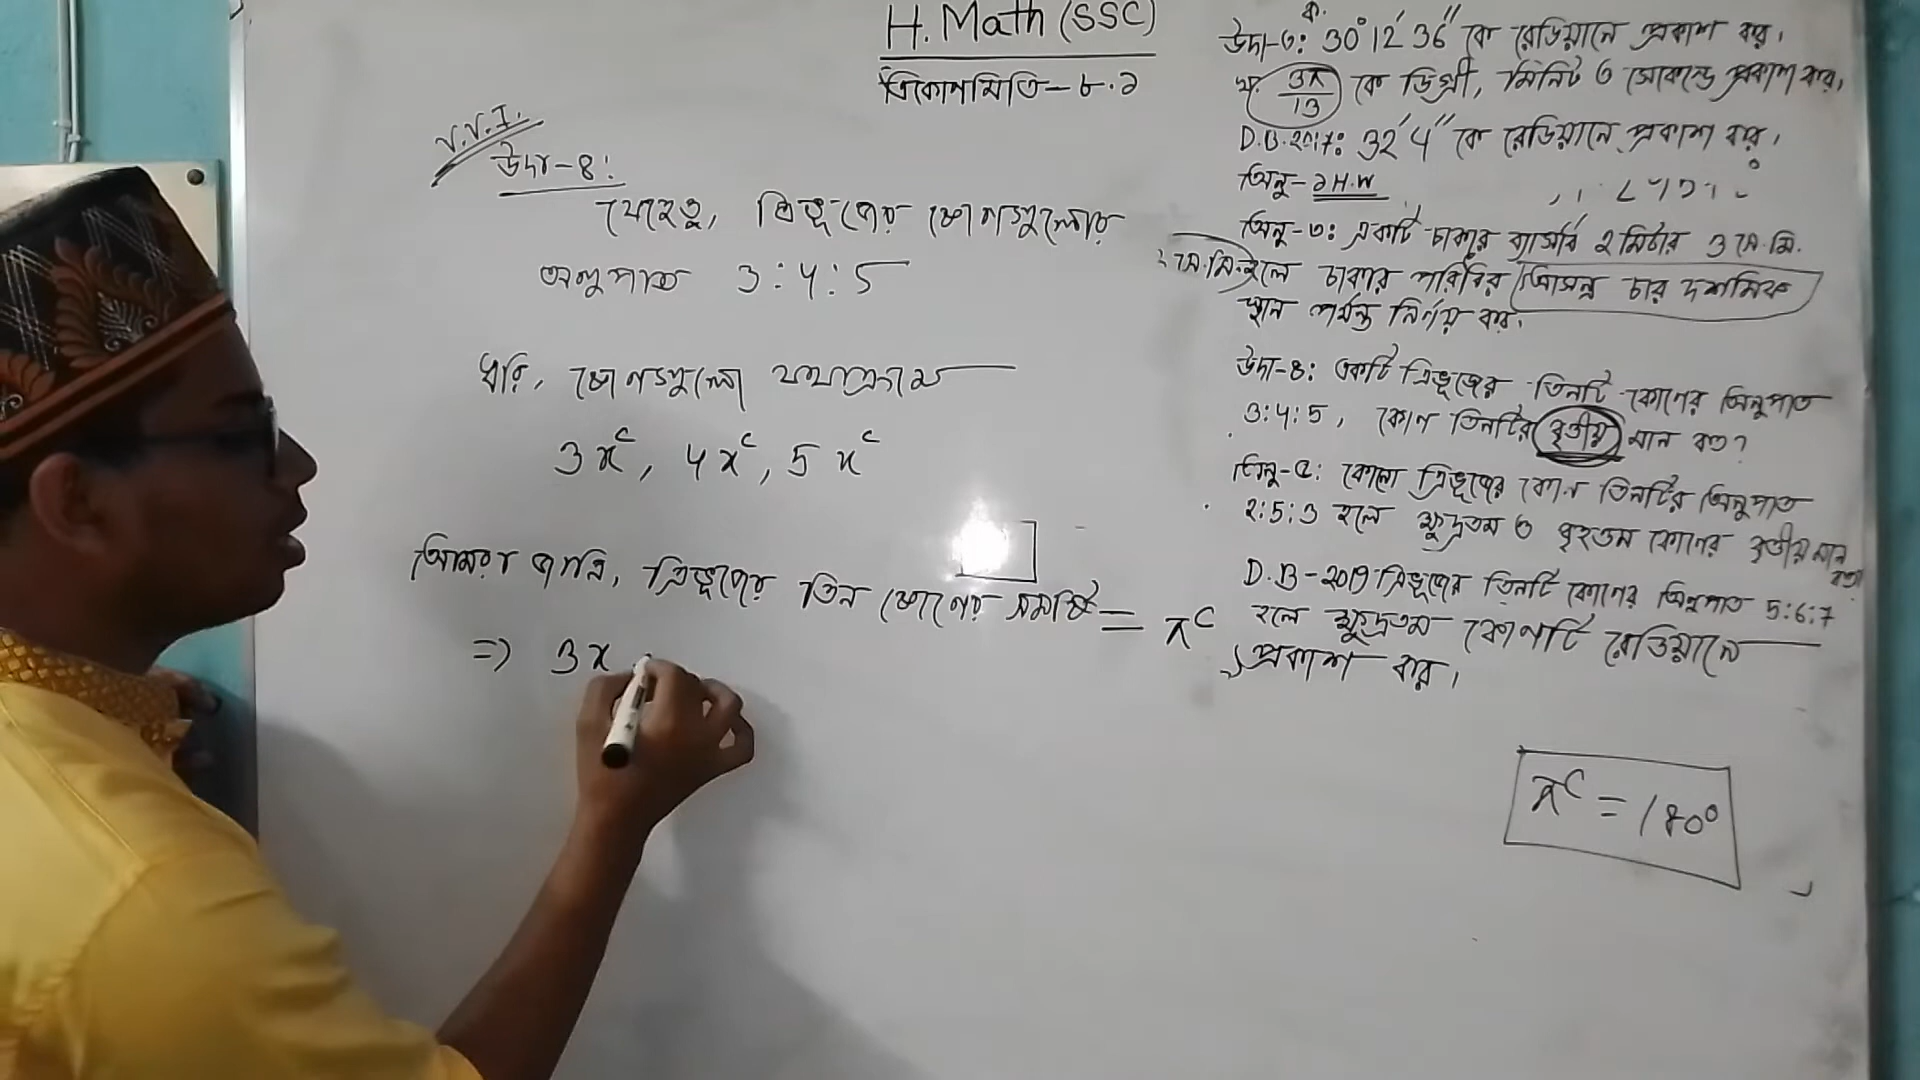 H. Math (SSC)
ত্রিকোণমিতি - ৮.১
V.V.I.
উদা-৪:
যেহেতু, ত্রিভূজের কোণগুলোর
অনুপাত 3:4:5
ধরি, কোণগুলো যথাক্রমে
3x^c, 4x^c, 5x^c
আমরা জানি, ত্রিভূজের তিন কোণের সমষ্টি = π^c
=> 3x
উদা-৩: ক. 30°12′36″ কে রেডিয়ানে প্রকাশ কর।
খ. 3π/13 কে ডিগ্রী, মিনিট ও সেকেন্ডে প্রকাশ কর।
D.B.2017: 32′4″ কে রেডিয়ানে প্রকাশ কর।
অনু-১ H.W
অনু-৩: একটি চাকার ব্যাসার্ধ ২ মিটার ৩ সে.মি.
সে.মি. হলে চাকার পরিধির আসন্ন চার দশমিক
স্থান পর্যন্ত নির্ণয় কর।
উদা-৪: একটি ত্রিভূজের তিনটি কোণের অনুপাত
3:4:5, কোণ তিনটির বৃত্তীয় মান কত?
অনু-৫: কোনো ত্রিভূজের কোণ তিনটির অনুপাত
2:5:3 হলে ক্ষুদ্রতম ও বৃহত্তম কোণের বৃত্তীয় মান কত?
D.B-2019 ত্রিভূজের তিনটি কোণের অনুপাত 5:6:7
হলে ক্ষুদ্রতম কোণটি রেডিয়ানে
প্রকাশ কর।
π^c = 180°